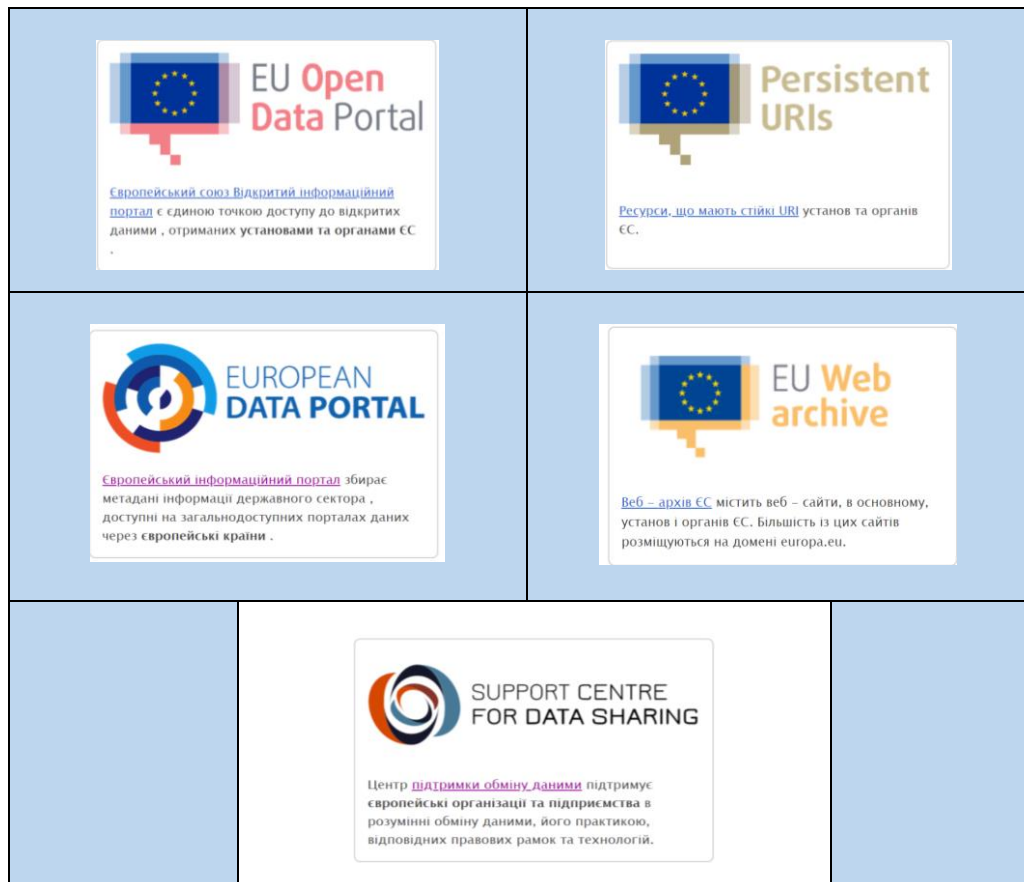 EU Open
Data Portal
Європейський союз Відкритий інформаційний
портал є єдиною точкою доступу до відкритих
даними , отриманих установами та органами ЄС
.
Persistent
URIs
Ресурси, що мають стійкі URI установ та органів
ЄС.
EUROPEAN
DATA PORTAL
Європейський інформаційний портал збирає
метадані інформації державного сектора ,
доступні на загальнодоступних порталах даних
через європейські країни .
EU Web
archive
Веб – архів ЄС містить веб – сайти, в основному,
установ і органів ЄС. Більшість із цих сайтів
розміщуються на домені europa.eu.
SUPPORT CENTRE
FOR DATA SHARING
Центр підтримки обміну даними підтримує
європейські організації та підприємства в
розумінні обміну даними, його практикою,
відповідних правових рамок та технологій.